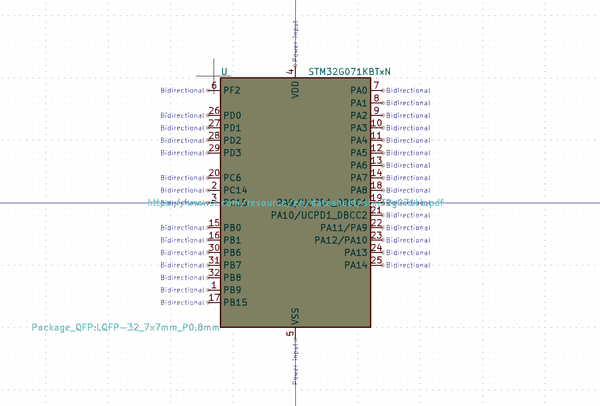 Power input
4
U
STM32G071KBTxN
VDD
Bidirectional 6 PF2
PA0 7 Bidirectional
PA1 8 Bidirectional
Bidirectional 26 PD0
PA2 9 Bidirectional
Bidirectional 27 PD1
PA3 10 Bidirectional
Bidirectional 28 PD2
PA4 11 Bidirectional
Bidirectional 29 PD3
PA5 12 Bidirectional
PA6 13 Bidirectional
Bidirectional 20 PC6
PA7 14 Bidirectional
Bidirectional 2 PC14
PA8 18 Bidirectional
3
19
PA10/UCPD1_DBCC2 21 Bidirectional
Bidirectional 15 PB0
PA11/PA9 22 Bidirectional
Bidirectional 16 PB1
PA12/PA10 23 Bidirectional
Bidirectional 30 PB6
PA13 24 Bidirectional
Bidirectional 31 PB7
PA14 25 Bidirectional
Bidirectional 32 PB8
Bidirectional 1 PB9
Bidirectional 17 PB15
VSS
Package_QFP:LQFP-32_7x7mm_P0.8mm
5
Power input